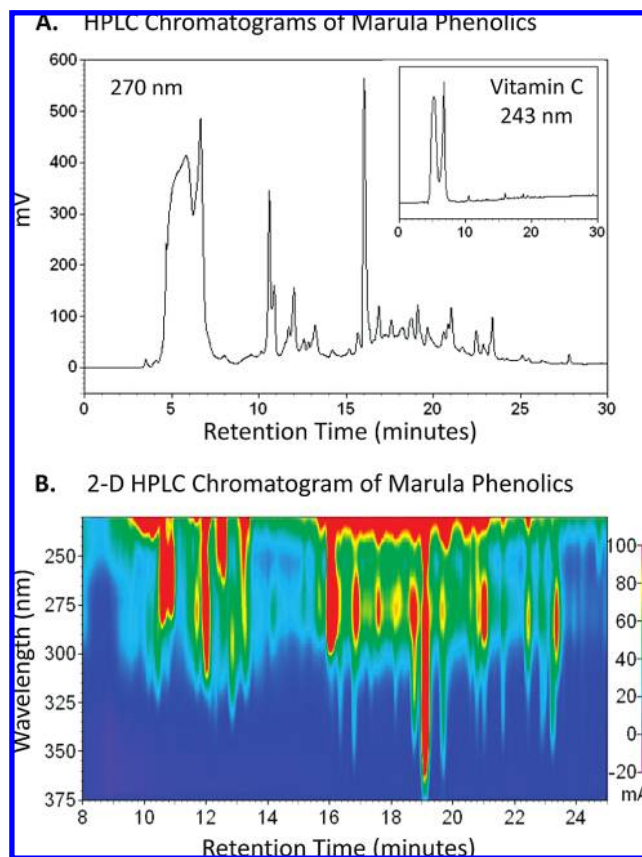 A. HPLC Chromatograms of Marula Phenolics
600
500
400
300
200
100
0
mV
270 nm
Vitamin C
243 nm
0 10 20 30
0 5 10 15 20 25 30
Retention Time (minutes)
B. 2-D HPLC Chromatogram of Marula Phenolics
Wavelength (nm)
250
275
300
325
350
375
100
80
60
40
20
0
-20
mA
8 10 12 14 16 18 20 22 24
Retention Time (minutes)